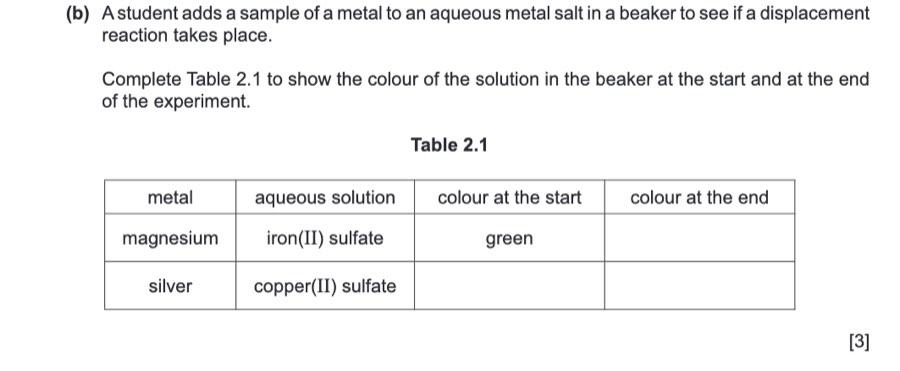 (b) A student adds a sample of a metal to an aqueous metal salt in a beaker to see if a displacement
reaction takes place.
Complete Table 2.1 to show the colour of the solution in the beaker at the start and at the end
of the experiment.
Table 2.1
metal aqueous solution colour at the start colour at the end
magnesium iron(II) sulfate green
silver copper(II) sulfate
[3]